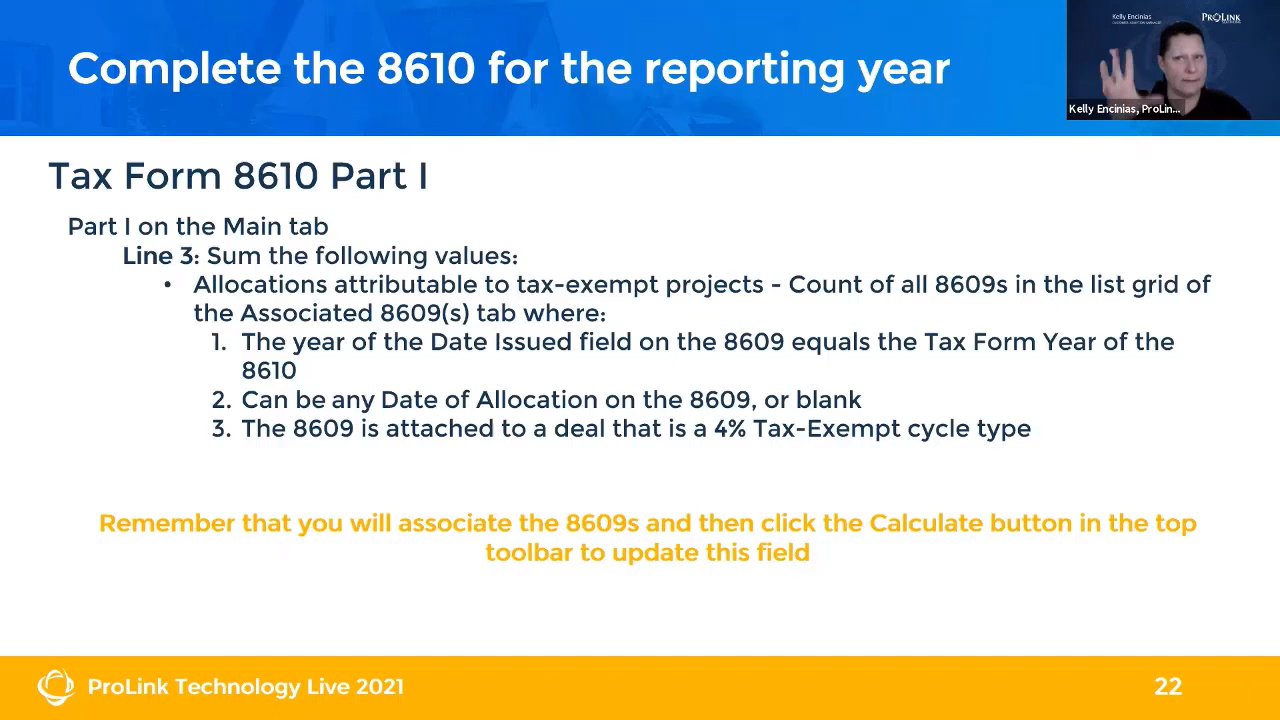 Complete the 8610 for the reporting year
Kelly Encinias
PROLINK
Kelly Encinias, ProLin...
Tax Form 8610 Part I
Part I on the Main tab
Line 3: Sum the following values:
• Allocations attributable to tax-exempt projects - Count of all 8609s in the list grid of
the Associated 8609(s) tab where:
1. The year of the Date Issued field on the 8609 equals the Tax Form Year of the
8610
2. Can be any Date of Allocation on the 8609, or blank
3. The 8609 is attached to a deal that is a 4% Tax-Exempt cycle type
Remember that you will associate the 8609s and then click the Calculate button in the top
toolbar to update this field
ProLink Technology Live 2021
22